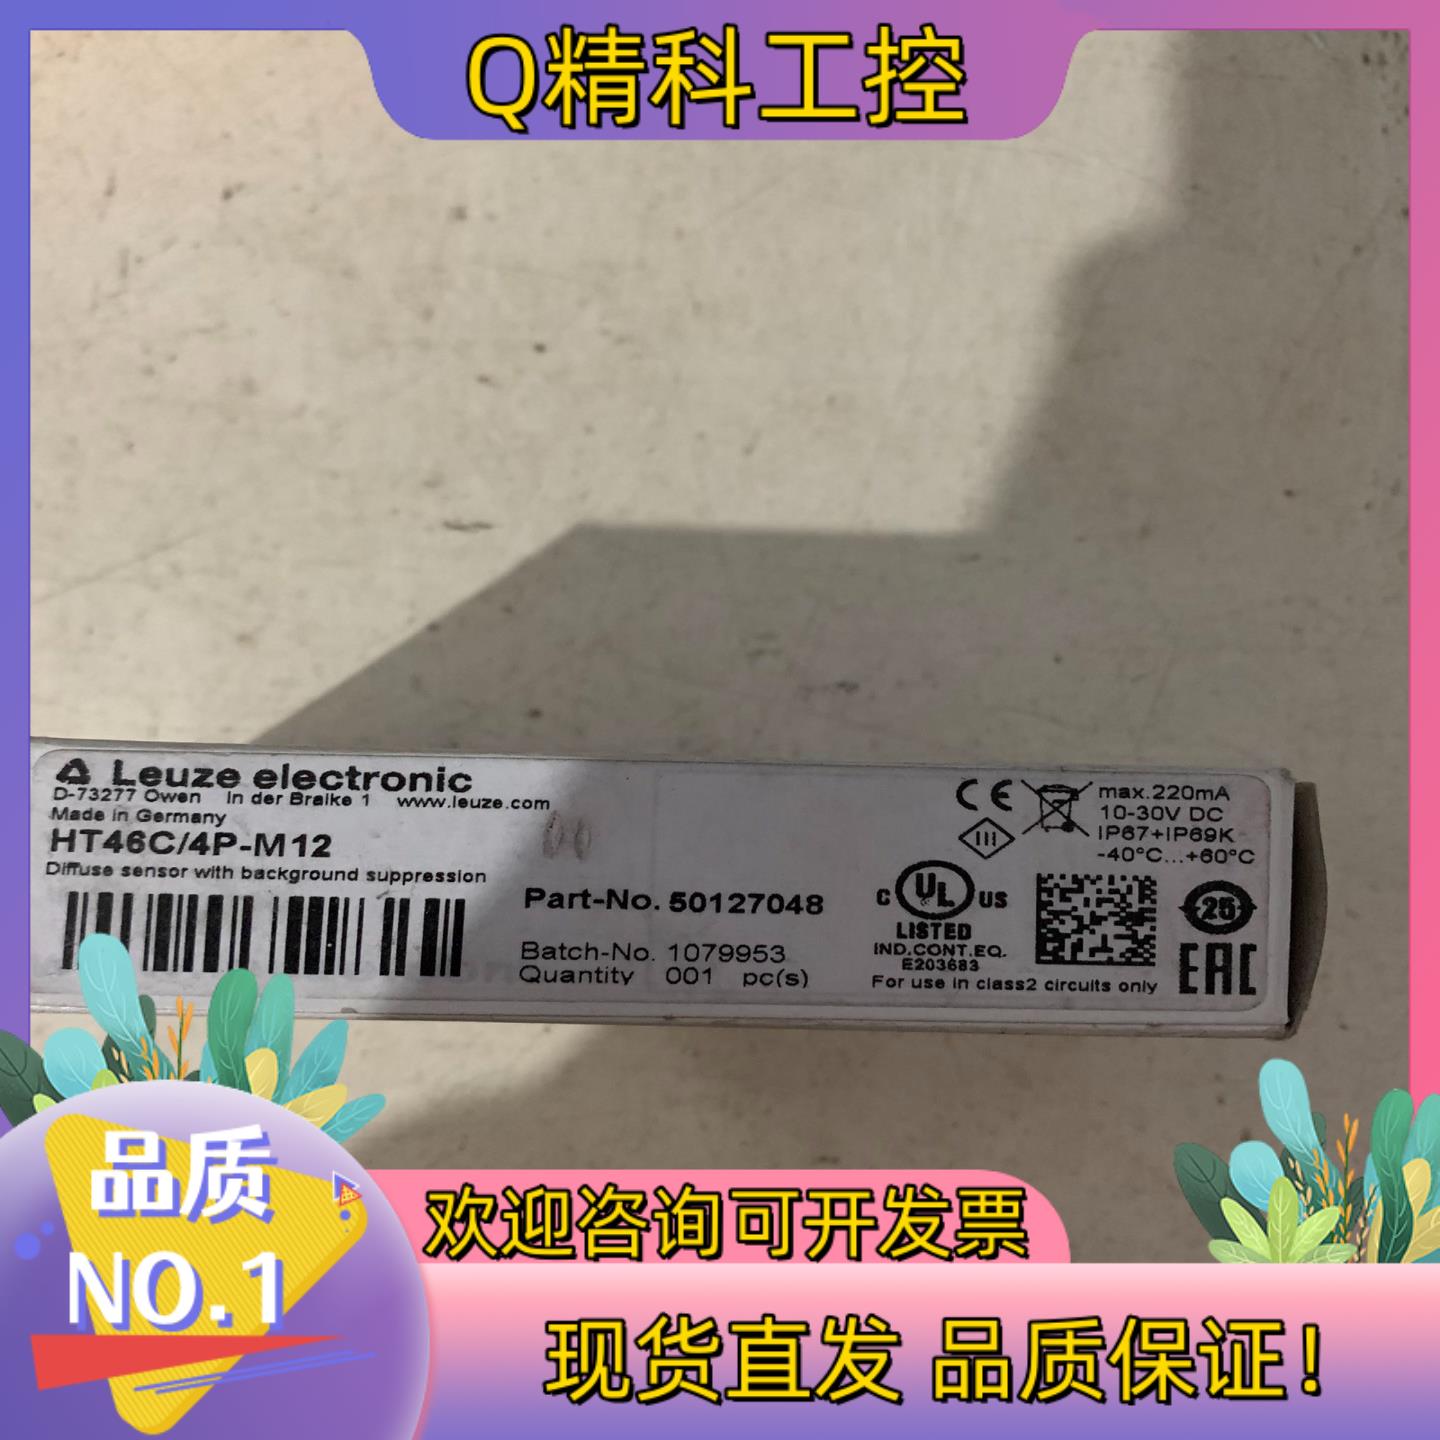 Q精科工控
Leuze electronic
D-73277 Owen In der Braike 1 www.leuze.com
Made in Germany
HT46C/4P-M12
Diffuse sensor with background suppression
Part-No. 50127048
Batch-No. 1079953
Quantity 001 pc(s)
CE
max.220mA
10-30V DC
IP67+IP69K
-40°C...+60°C
III
C UL US
LISTED
IND.CONT.EQ.
E203683
For use in class2 circuits only
25
EAC
品质
NO.1
欢迎咨询可开发票
现货直发 品质保证!